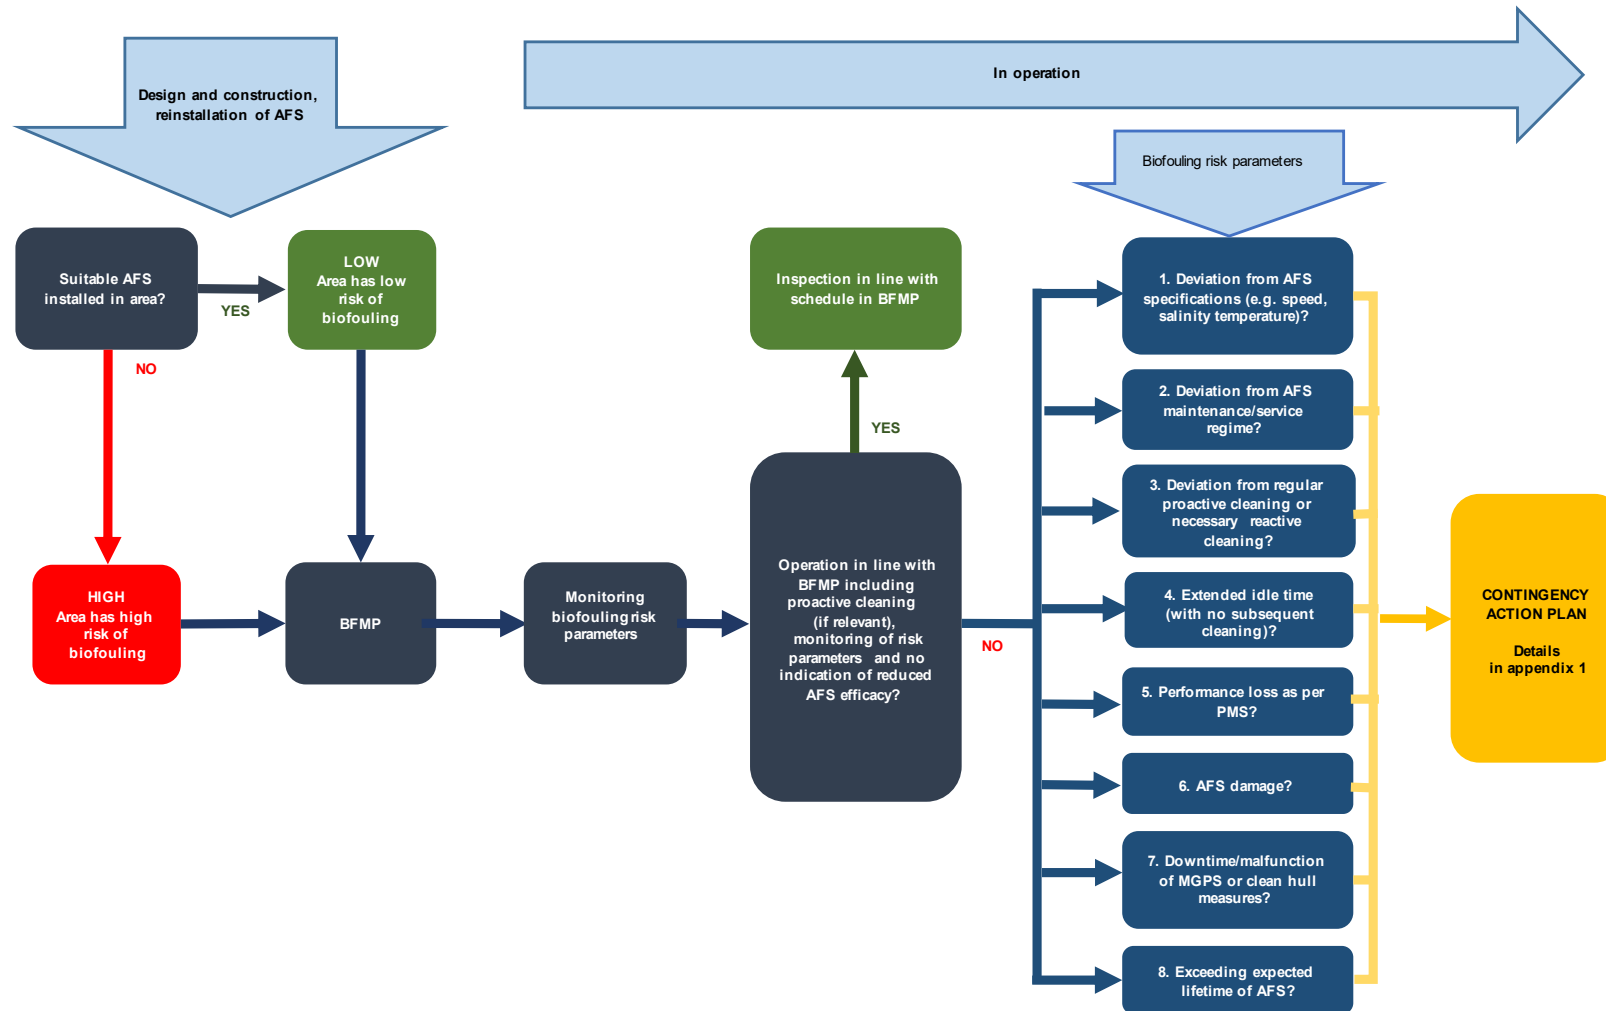 Design and construction,
reinstallation of AFS
In operation
Biofouling risk parameters
Suitable AFS
installed in area?
YES
NO
LOW
Area has low
risk of
biofouling
HIGH
Area has high
risk of
biofouling
BFMP
Monitoring
biofouling risk
parameters
Inspection in line with
schedule in BFMP
YES
Operation in line with
BFMP including
proactive cleaning
(if relevant),
monitoring of risk
parameters and no
indication of reduced
AFS efficacy?
NO
1. Deviation from AFS
specifications (e.g. speed,
salinity temperature)?
2. Deviation from AFS
maintenance/service
regime?
3. Deviation from regular
proactive cleaning or
necessary reactive
cleaning?
4. Extended idle time
(with no subsequent
cleaning)?
5. Performance loss as per
PMS?
6. AFS damage?
7. Downtime/malfunction
of MGPS or clean hull
measures?
8. Exceeding expected
lifetime of AFS?
CONTINGENCY
ACTION PLAN
Details
in appendix 1